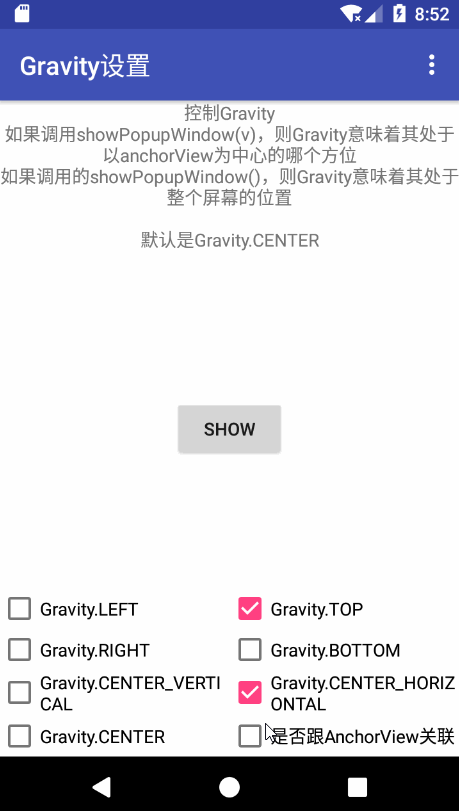 8:52
Gravity设置
控制Gravity
如果调用showPopupWindow(v)，则Gravity意味着其处于
以anchorView为中心的哪个方位
如果调用的showPopupWindow()，则Gravity意味着其处于
整个屏幕的位置
默认是Gravity.CENTER
SHOW
Gravity.LEFT
Gravity.TOP
Gravity.RIGHT
Gravity.BOTTOM
Gravity.CENTER_VERTI
CAL
Gravity.CENTER_HORIZ
ONTAL
Gravity.CENTER
是否跟AnchorView关联